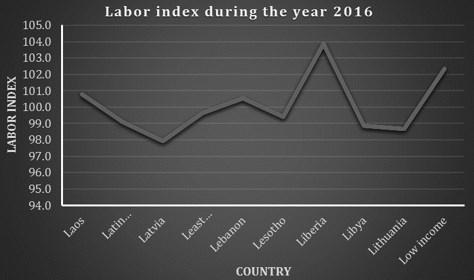 Labor index during the year 2016
LABOR INDEX
105.0
104.0
103.0
102.0
101.0
100.0
99.0
98.0
97.0
96.0
95.0
94.0
Laos
Latin…
Latvia
Least…
Lebanon
Lesotho
Liberia
Libya
Lithuania
Low income
COUNTRY